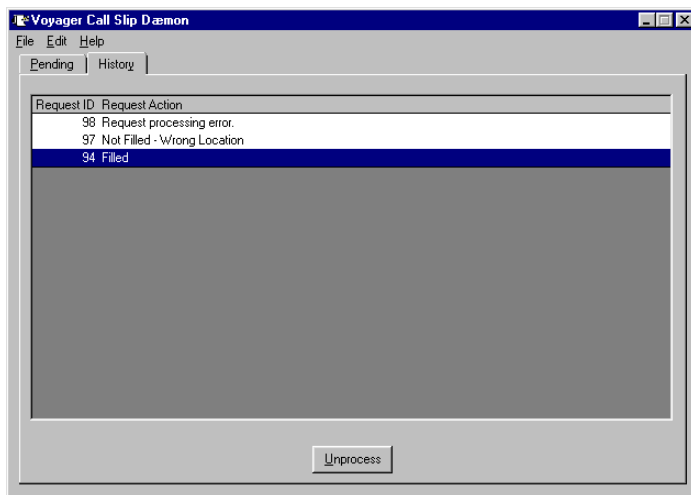 Voyager Call Slip Dæmon
File Edit Help
Pending History
Request ID Request Action
98 Request processing error.
97 Not Filled - Wrong Location
94 Filled
Unprocess